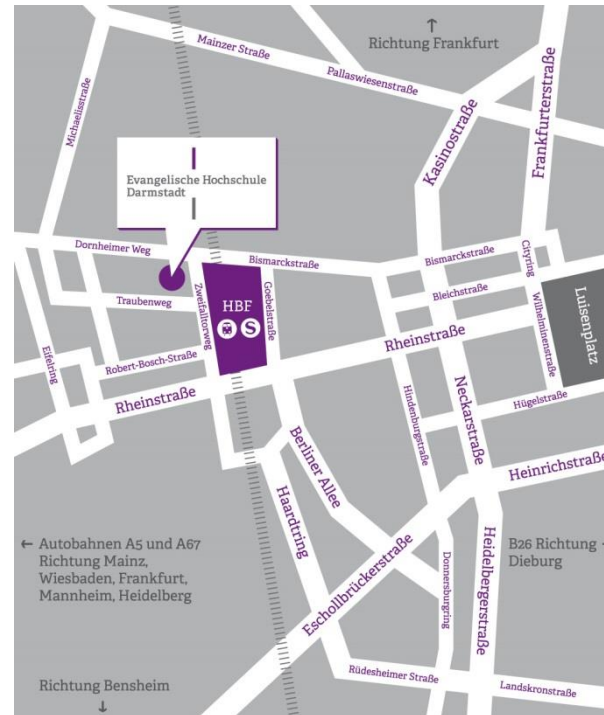 ↑
Richtung Frankfurt
Mainzer Straße
Pallaswiesenstraße
Michaelisstraße
Kasinostraße
Frankfurterstraße
Evangelische Hochschule
Darmstadt
Dornheimer Weg
Bismarckstraße
Bismarckstraße
Cityring
Traubenweg
Zweifalltorweg
HBF
S
Goebelstraße
Bleichstraße
Wilhelminenstraße
Luisenplatz
Eifelring
Robert-Bosch-Straße
Rheinstraße
Rheinstraße
Hindenburgstraße
Neckarstraße
Hügelstraße
Berliner Allee
Haardtring
Heinrichstraße
← Autobahnen A5 und A67
Richtung Mainz,
Wiesbaden, Frankfurt,
Mannheim, Heidelberg
Eschollbrückerstraße
Donnersburgring
Heidelbergerstraße
B26 Richtung
Dieburg
Rüdesheimer Straße
Landskronstraße
Richtung Bensheim
↓